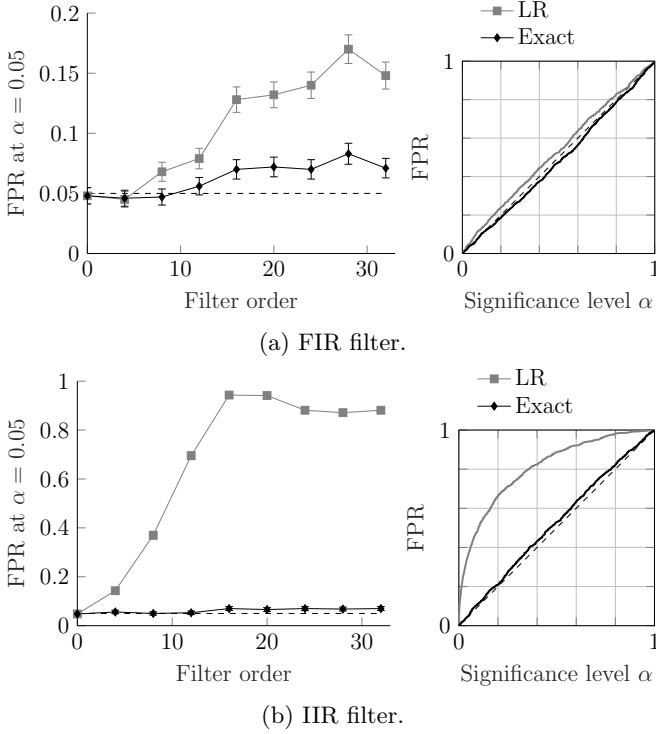 LR
Exact
0.2
0.15
0.1
0.05
0
FPR at α = 0.05
0 10 20 30
Filter order
1
FPR
0 1
Significance level α
(a) FIR filter.
LR
Exact
1
0.8
0.6
0.4
0.2
0
FPR at α = 0.05
0 10 20 30
Filter order
1
FPR
0
0 1
Significance level α
(b) IIR filter.